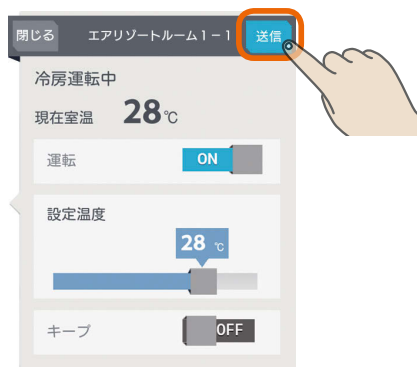 閉じる エアリゾートルーム1-1 送信
冷房運転中
現在室温 28℃
運転 ON
設定温度
28 ℃
キープ OFF